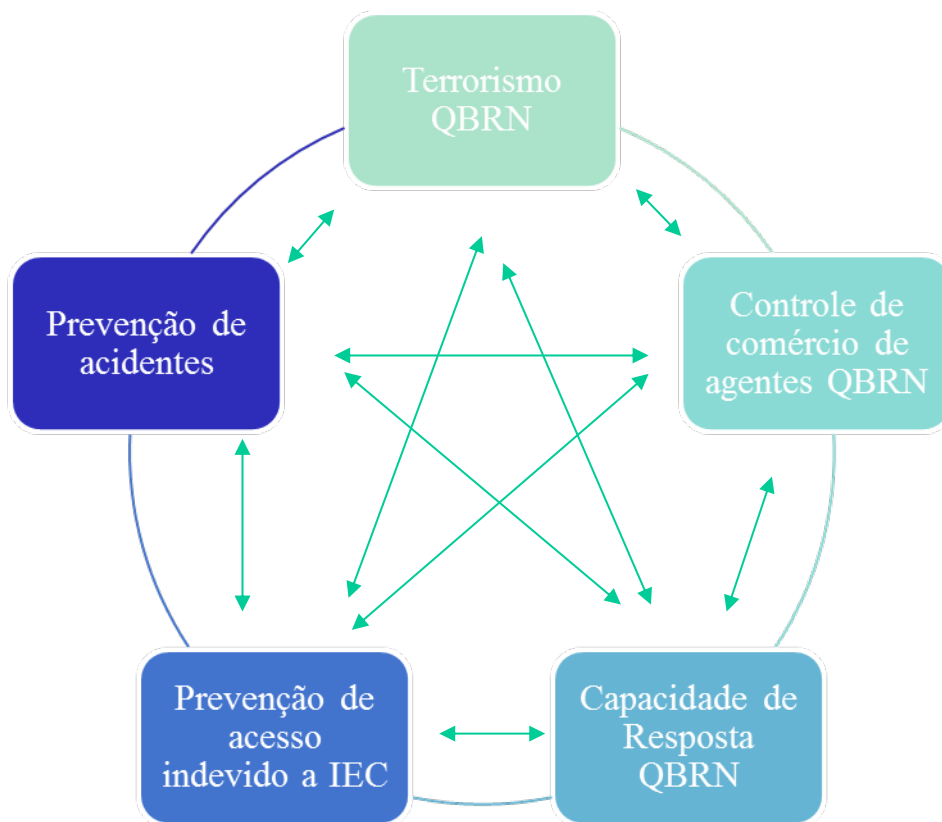 Terrorismo
QBRN
Prevenção de
acidentes
Controle de
comércio de
agentes QBRN
Prevenção de
acesso
indevido a IEC
Capacidade de
Resposta
QBRN